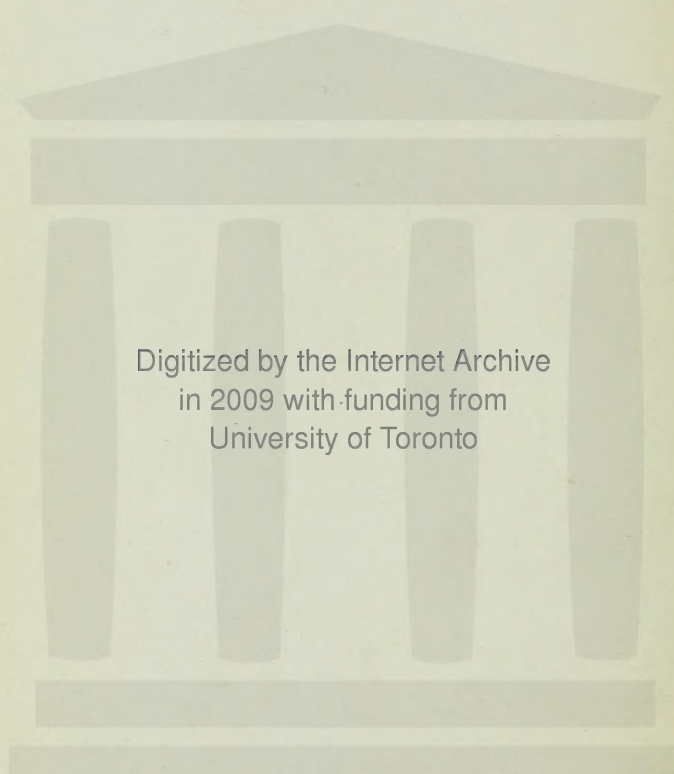 Digitized by the Internet Archive
in 2009 with funding from
University of Toronto